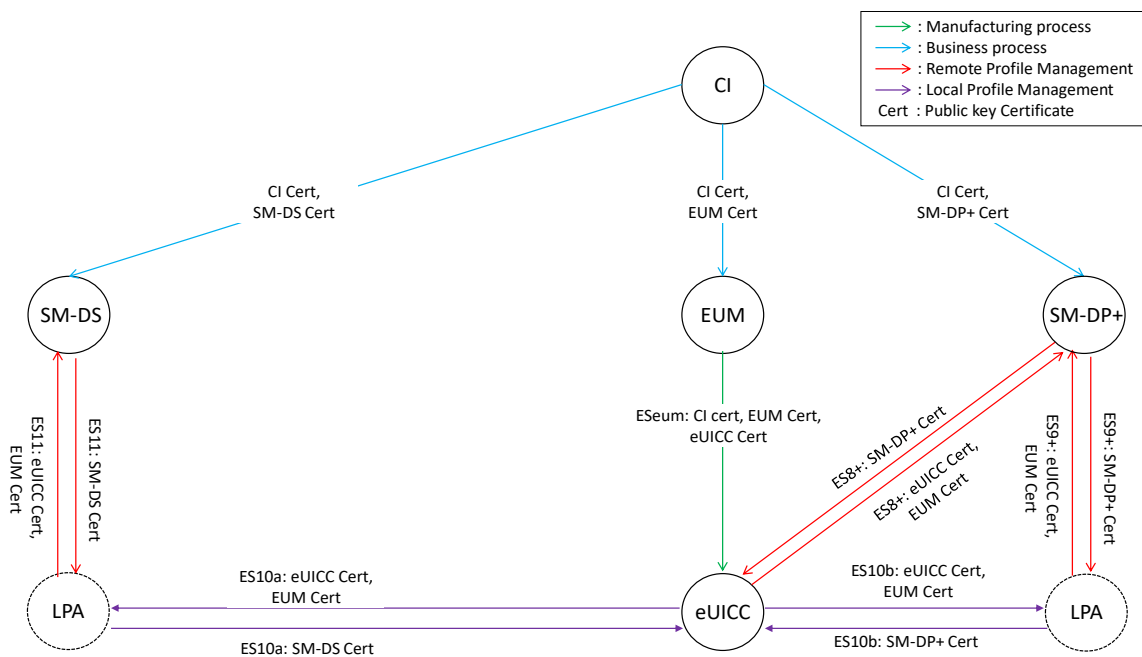 : Manufacturing process
: Business process
: Remote Profile Management
: Local Profile Management
Cert : Public key Certificate
CI
CI Cert,
SM-DS Cert
CI Cert,
EUM Cert
CI Cert,
SM-DP+ Cert
SM-DS
EUM
SM-DP+
ES11: eUICC Cert,
EUM Cert
ES11: SM-DS Cert
ESeum: CI cert, EUM Cert,
eUICC Cert
ES8+: SM-DP+ Cert
ES8+: eUICC Cert,
EUM Cert
ES9+: eUICC Cert,
EUM Cert
ES9+: SM-DP+ Cert
LPA
ES10a: eUICC Cert,
EUM Cert
ES10a: SM-DS Cert
eUICC
ES10b: eUICC Cert,
EUM Cert
ES10b: SM-DP+ Cert
LPA